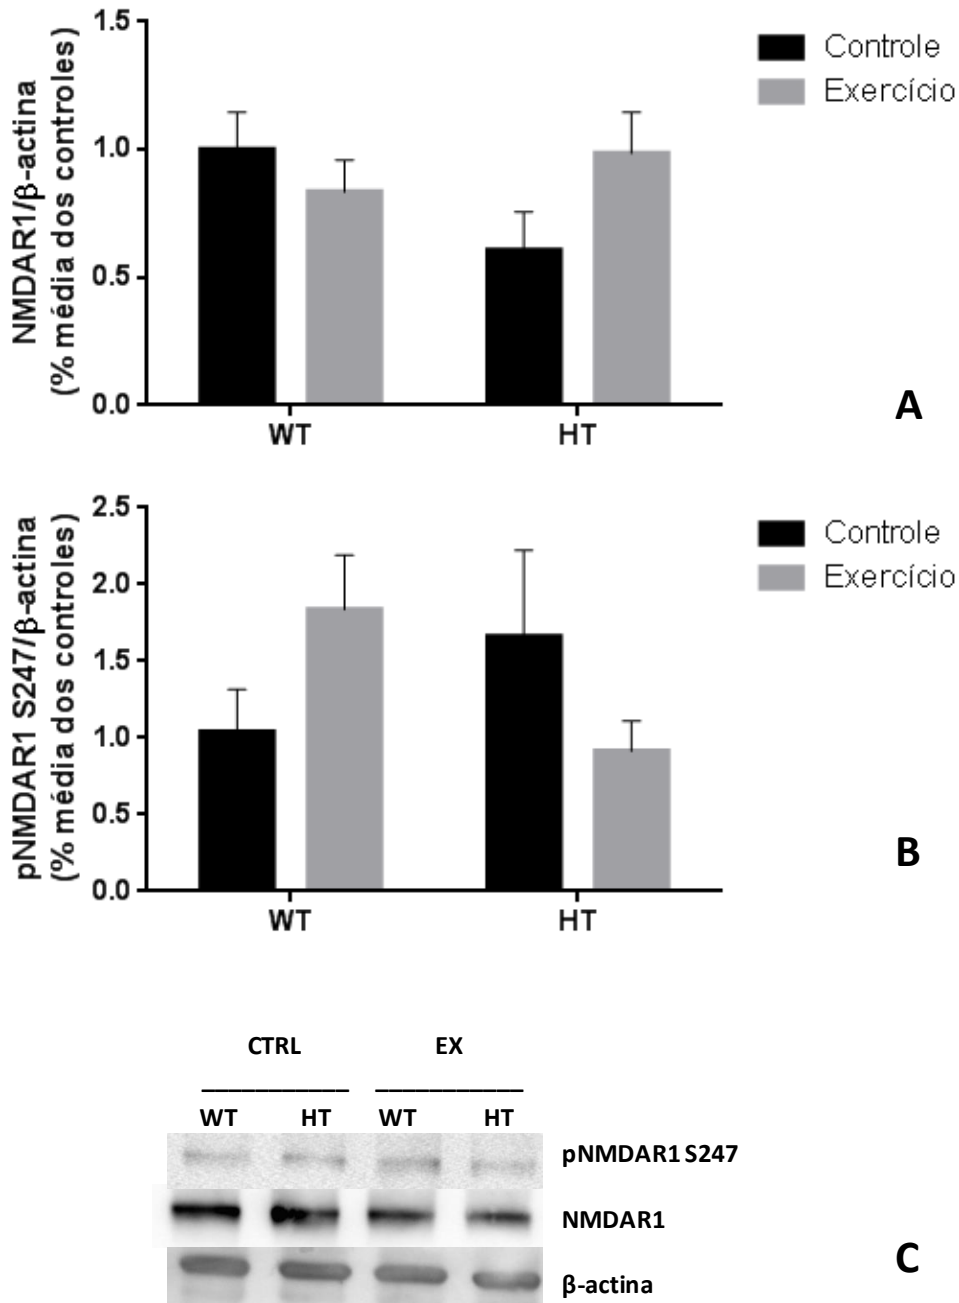 NMDAR1/β-actina
(% média dos controles)
1.5
1.0
0.5
0.0
WT
HT
Controle
Exercício
A
pNMDAR1 S247/β-actina
(% média dos controles)
2.5
2.0
1.5
1.0
0.5
0.0
WT
HT
Controle
Exercício
B
CTRL EX
WT HT WT HT
pNMDAR1 S247
NMDAR1
β-actina
C